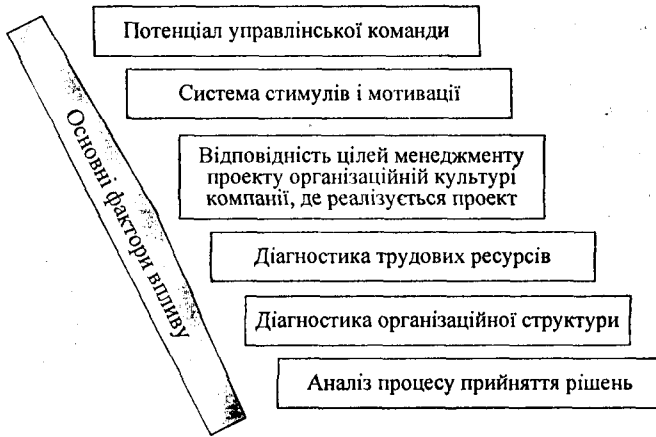 Потенціал управлінської команди
Система стимулів і мотивації
Відповідність цілей менеджменту
проекту організаційній культурі
компанії, де реалізується проект
Діагностика трудових ресурсів
Діагностика організаційної структури
Аналіз процесу прийняття рішень
Основні фактори впливу